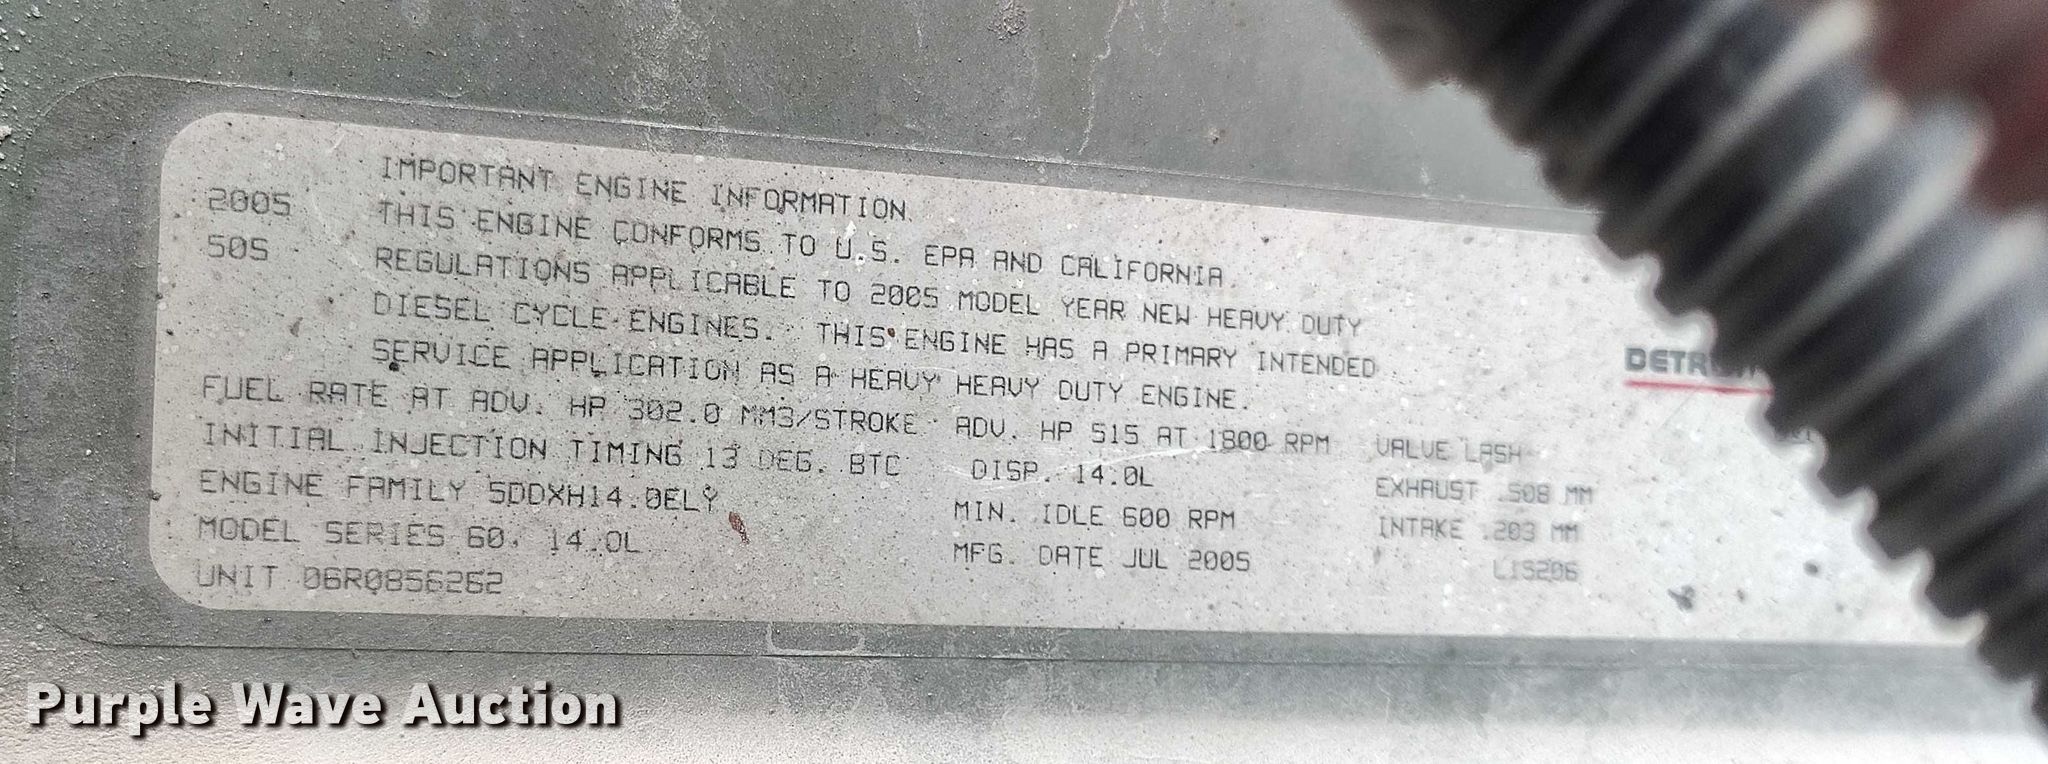 IMPORTANT ENGINE INFORMATION
2005 THIS ENGINE CONFORMS TO U.S. EPA AND CALIFORNIA
50S REGULATIONS APPLICABLE TO 2005 MODEL YEAR NEW HEAVY DUTY
DIESEL CYCLE ENGINES. THIS ENGINE HAS A PRIMARY INTENDED
SERVICE APPLICATION AS A HEAVY HEAVY DUTY ENGINE.
FUEL RATE AT ADV. HP 302.0 MM3/STROKE ADV. HP 515 AT 1800 RPM VALVE LASH
INITIAL INJECTION TIMING 13 DEG. BTC DISP. 14.0L EXHAUST .508 MM
ENGINE FAMILY 5DDXH14.0ELY MIN. IDLE 600 RPM INTAKE .203 MM
MODEL SERIES 60, 14.0L MFG. DATE JUL 2005 LIS206
UNIT 06R0856262
Purple Wave Auction